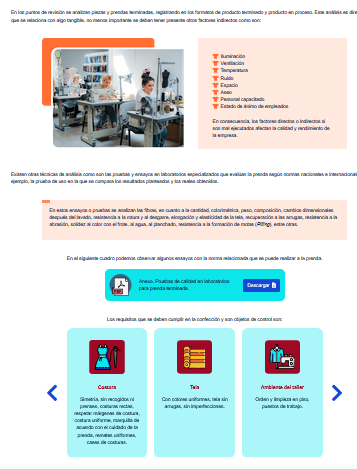 En los puntos de revisión se analizan piezas y prendas terminadas, registrando en los formatos de producto terminado y producto en proceso. Este análisis es dire
que se relaciona con algo tangible, no menos importante se deben tener presente otros factores indirectos como son:
Iluminación
Ventilación
Temperatura
Ruido
Espacio
Aseo
Personal capacitado
Estado de ánimo de empleados
En consecuencia, los factores directos o indirectos si
son mal ejecutados afectan la calidad y rendimiento de
la empresa.
Existen otras técnicas de análisis como son las pruebas y ensayos en laboratorios especializados que evalúan la prenda según normas nacionales e internacional
ejemplo, la prueba de uso en la que se compara los resultados planteados y los reales obtenidos.
En estos ensayos o pruebas se analizan las fibras, en cuanto a la cantidad, colorimétrica, peso, composición, cambios dimensionales
después del lavado, resistencia a la rotura y al desgarre, elongación y elasticidad de la tela, recuperación a las arrugas, resistencia a la
abrasión, solidez al color con el frote, al agua, al planchado, resistencia a la formación de motas (Pilling), entre otras.
En el siguiente cuadro podemos observar algunos ensayos con la norma relacionada que se puede realizar a la prenda.
Anexo. Pruebas de calidad en laboratorios
para prenda terminada.
Descargar
Los requisitos que se deben cumplir en la confección y son objetos de control son:
Costura
Simetría, sin recogidos ni
prenses, costuras rectas,
respetar márgenes de costura,
costura uniforme, marquilla de
acuerdo con el cuidado de la
prenda, remates uniformes,
casas de costuras.
Tela
Con colores uniformes, tela sin
arrugas, sin imperfecciones.
Ambiente del taller
Orden y limpieza en piso,
puestos de trabajo.